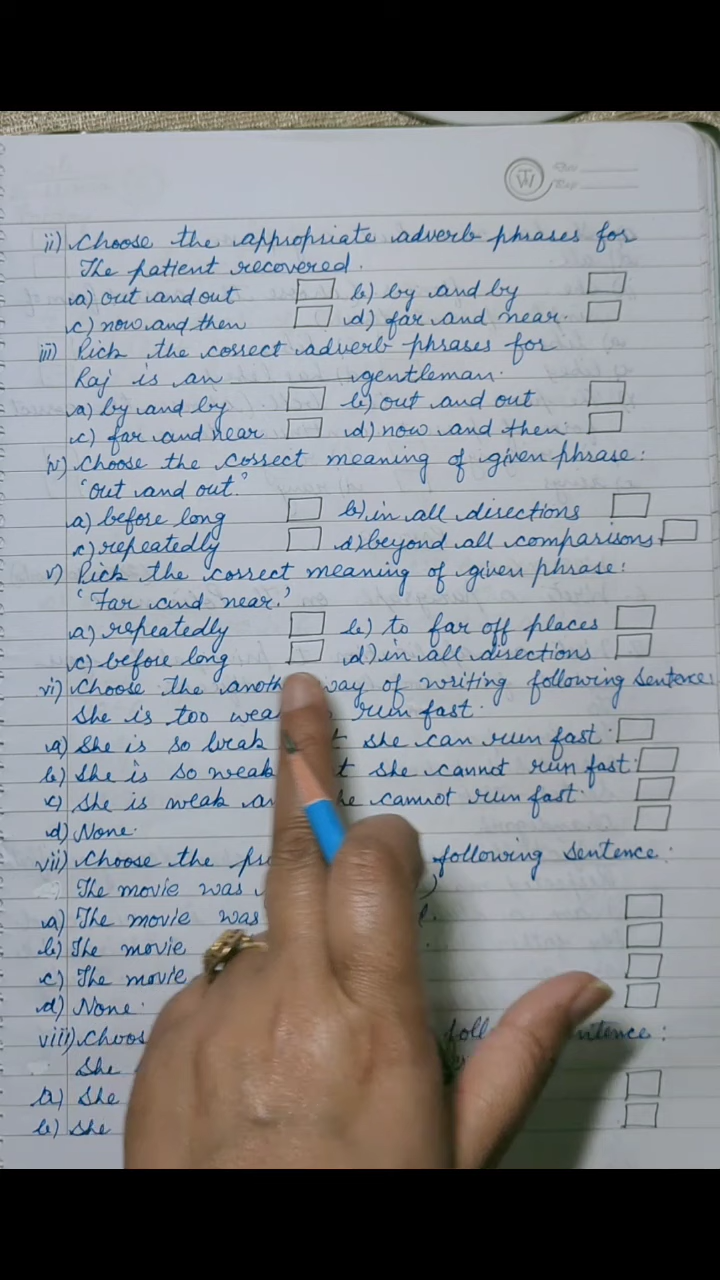 ii) Choose the appropriate adverb phrases for
The patient recovered.
a) out and out b) by and by
c) now and then d) far and near.
iii) Pick the correct adverb phrases for
Raj is an ________ gentleman.
a) by and by b) out and out
c) far and near d) now and then
iv) Choose the correct meaning of given phrase:
'out and out.'
a) before long b) in all directions
c) repeatedly d) beyond all comparisons
v) Pick the correct meaning of given phrase:
'Far and near.'
a) repeatedly b) to far off places
c) before long d) in all directions
vi) Choose the way of writing following sentence:
She is too run fast.
a) She is so weak she can run fast.
b) She is so weak she cannot run fast.
c) She is weak cannot run fast.
d) None.
vii) Choose the following sentence:
The movie was
a) The movie was
b) The movie
c) The movie
d) None.
viii)
She
a) She
b) She